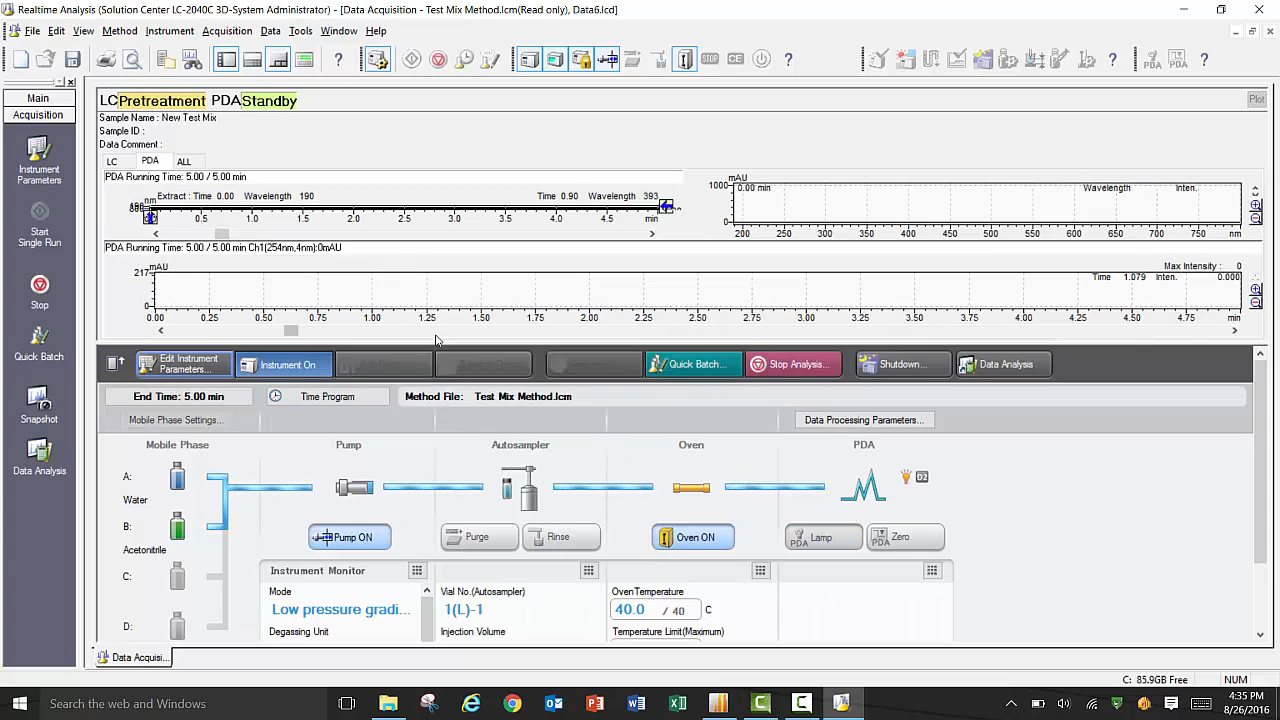 Realtime Analysis (Solution Center LC-2040C 3D-System Administrator) - [Data Acquisition - Test Mix Method.lcm(Read only), Data6.lcd]
File Edit View Method Instrument Acquisition Data Tools Window Help
Main
Acquisition
Instrument Parameters
Start Single Run
Stop
Quick Batch
Snapshot
Data Analysis
LC Pretreatment PDA Standby
Plot
Sample Name : New Test Mix
Sample ID :
Data Comment :
LC PDA ALL
PDA Running Time: 5.00 / 5.00 min
nm Extract : Time 0.00 Wavelength 190 Time 0.90 Wavelength 393
0.5 1.0 1.5 2.0 2.5 3.0 3.5 4.0 4.5 min
mAU
1000 0.00 min Wavelength Inten.
0
200 250 300 350 400 450 500 550 600 650 700 750 nm
PDA Running Time: 5.00 / 5.00 min Ch1(254nm,4nm):0mAU
mAU Max Intensity : 0
217 Time 1.079 Inten. 0.000
0
0.00 0.25 0.50 0.75 1.00 1.25 1.50 1.75 2.00 2.25 2.50 2.75 3.00 3.25 3.50 3.75 4.00 4.25 4.50 4.75 min
Edit Instrument Parameters... Instrument On Quick Batch... Stop Analysis... Shutdown... Data Analysis
End Time: 5.00 min Time Program Method File: Test Mix Method.lcm
Mobile Phase Settings... Data Processing Parameters...
Mobile Phase Pump Autosampler Oven PDA
A:
Water
B:
Acetonitrile
C:
D:
D2
Pump ON Purge Rinse Oven ON PDA Lamp PDA Zero
Instrument Monitor
Mode Vial No.(Autosampler) Oven Temperature
Low pressure gradi... 1(L)-1 40.0 / 40 C
Degassing Unit Injection Volume Temperature Limit(Maximum)
Data Acquisi...
C: 85.9GB Free NUM
Search the web and Windows
4:35 PM
8/26/2016